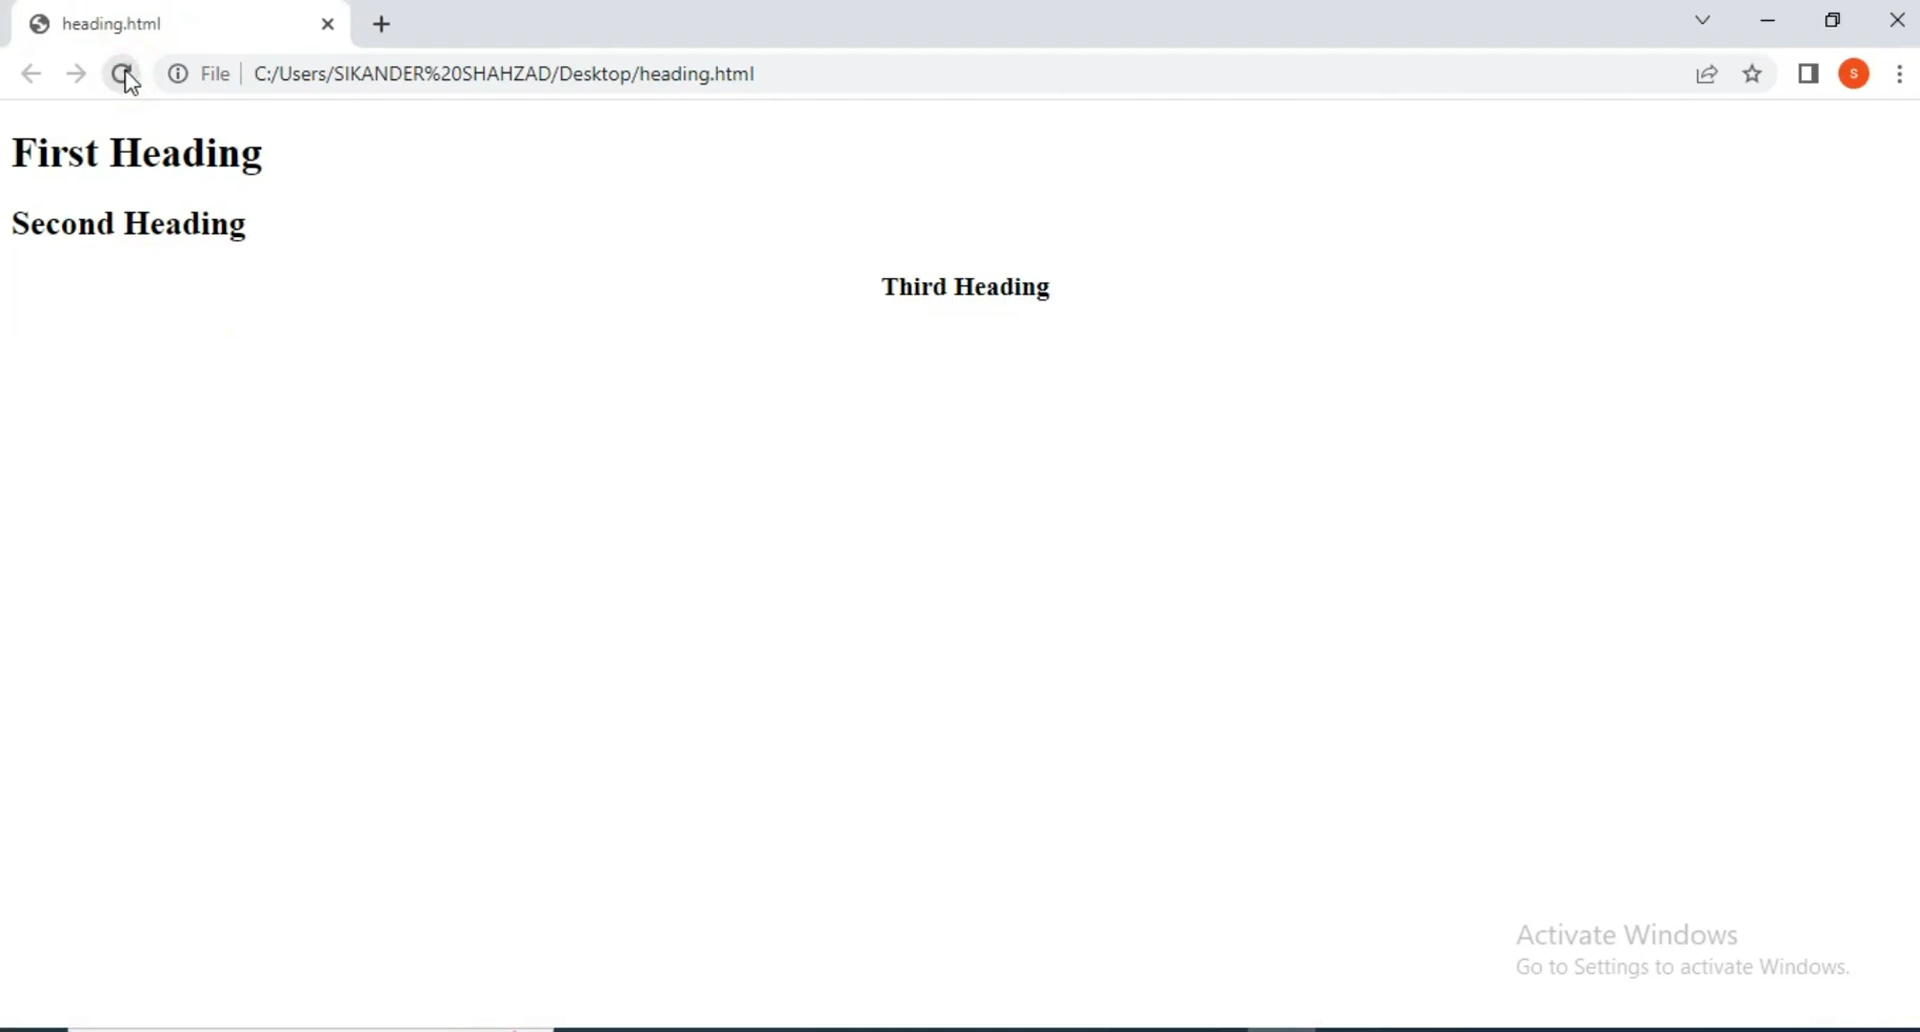 heading.html
File C:/Users/SIKANDER%20SHAHZAD/Desktop/heading.html
S
First Heading
Second Heading
Third Heading
Activate Windows
Go to Settings to activate Windows.